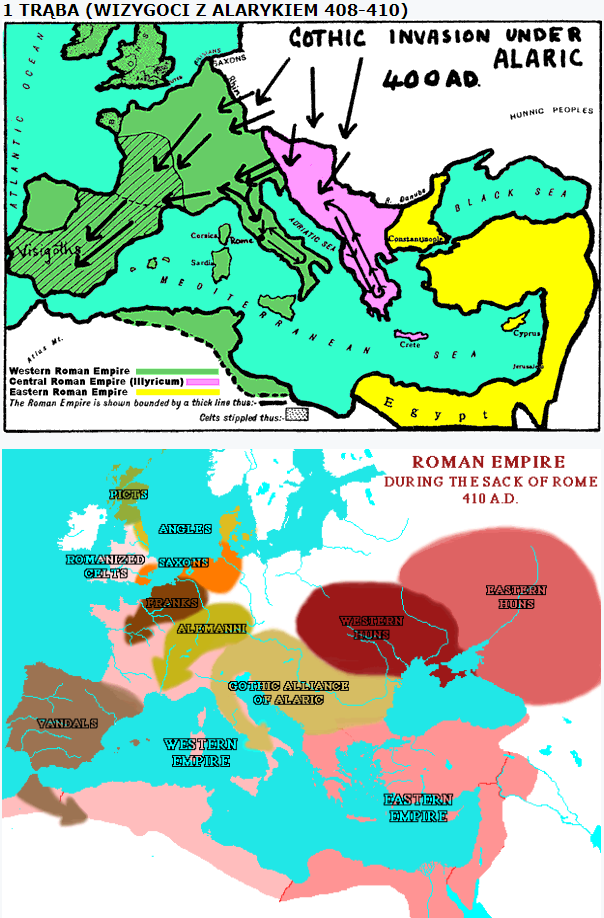 1 TRĄBA (WIZYGOCI Z ALARYKIEM 408-410)
GOTHIC INVASION UNDER
ALARIC
400 AD.
ATLANTIC OCEAN
SAXONS
HUNNIC PEOPLES
R. Danube
BLACK SEA
Constantinople
ADRIATIC SEA
Corsica
Rome
Sardi
Visigoths
MEDITERRANEAN SEA
Crete
Cyprus
Jerusalem
Atlas Mt.
Egypt
Western Roman Empire
Central Roman Empire (Illyricum)
Eastern Roman Empire
The Roman Empire is shown bounded by a thick line thus:-
Celts stippled thus:-
ROMAN EMPIRE
DURING THE SACK OF ROME
410 A.D.
PICTS
ANGLES
ROMANIZED
CELTS
SAXONS
FRANKS
ALEMANNI
EASTERN
HUNS
WESTERN
HUNS
GOTHIC ALLIANCE
OF ALARIC
VANDALS
WESTERN
EMPIRE
EASTERN
EMPIRE